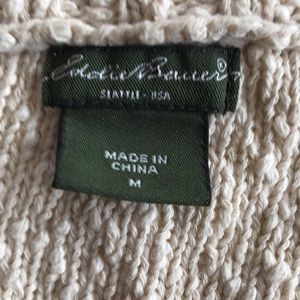 Eddie Bauer®
SEATTLE - USA
MADE IN
CHINA
M